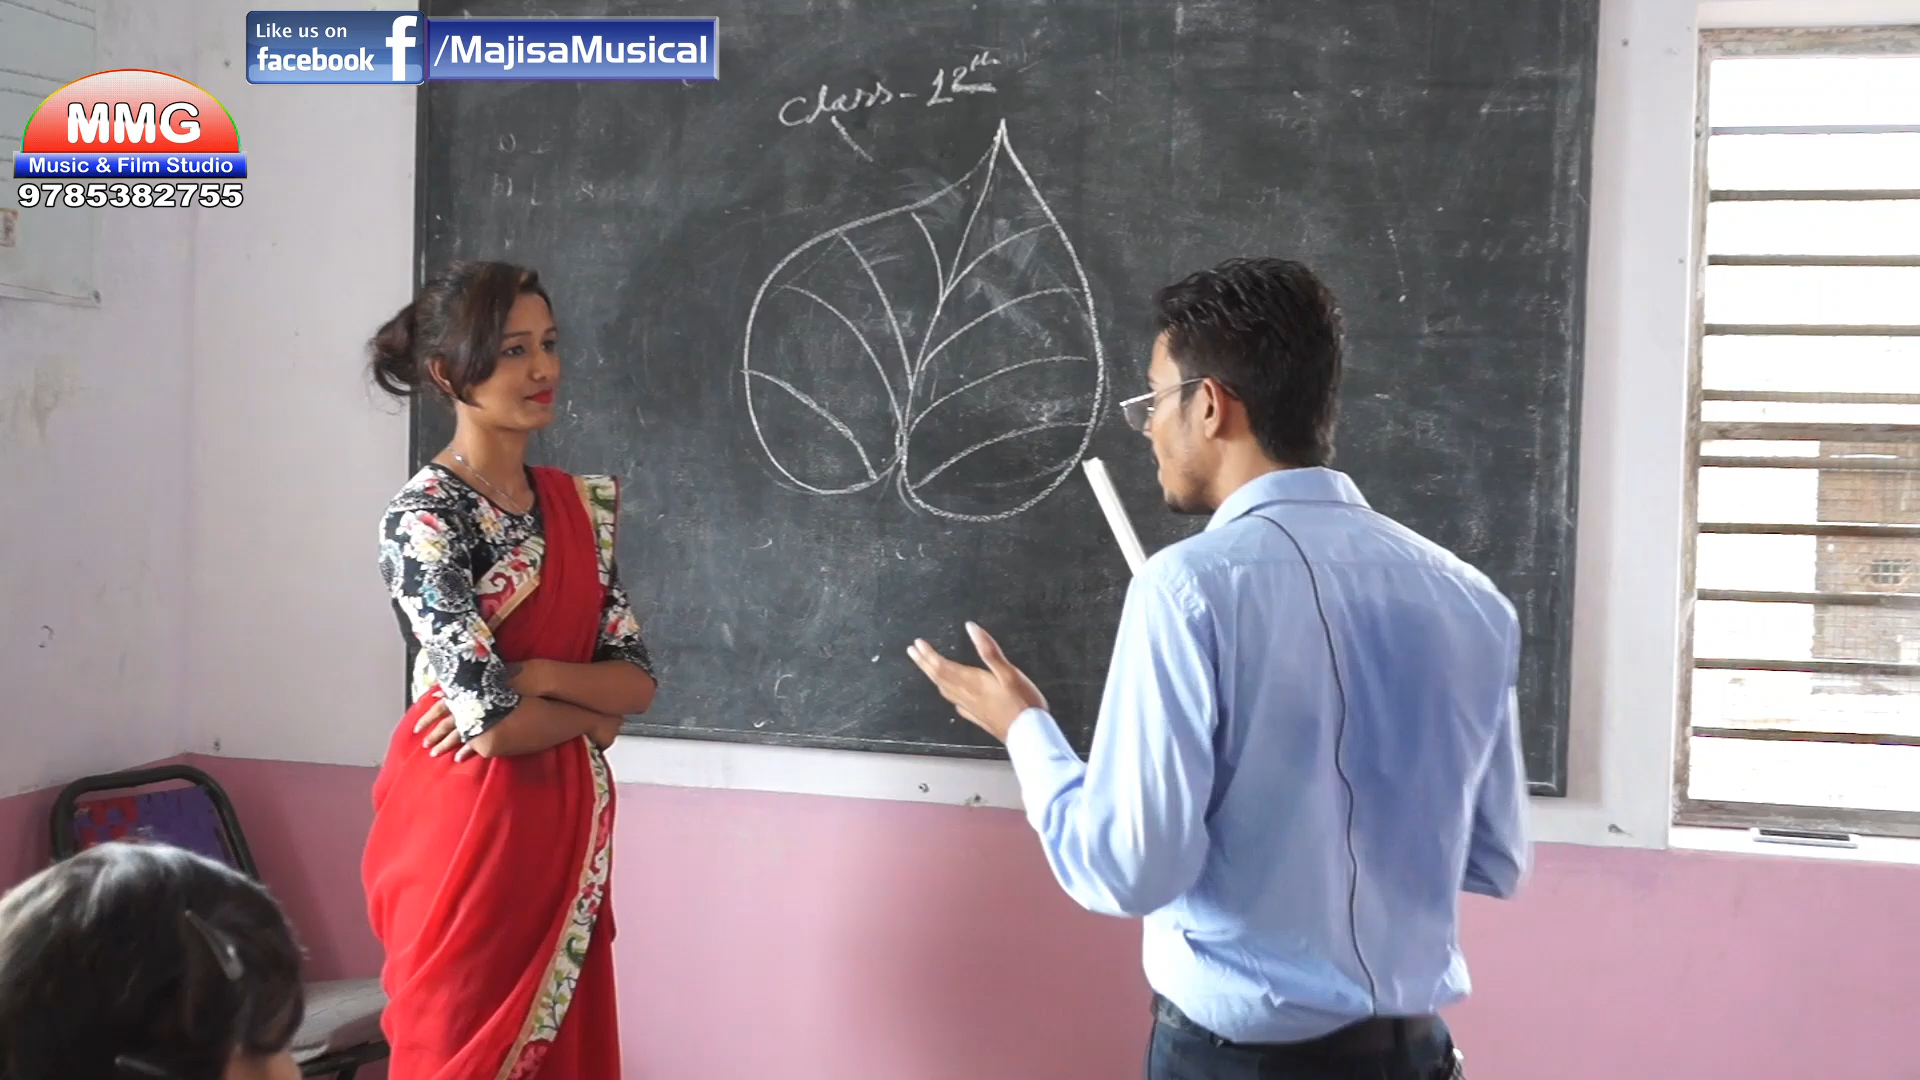 Like us on
facebook f /MajisaMusical
MMG
Music & Film Studio
9785382755
Class - 12th